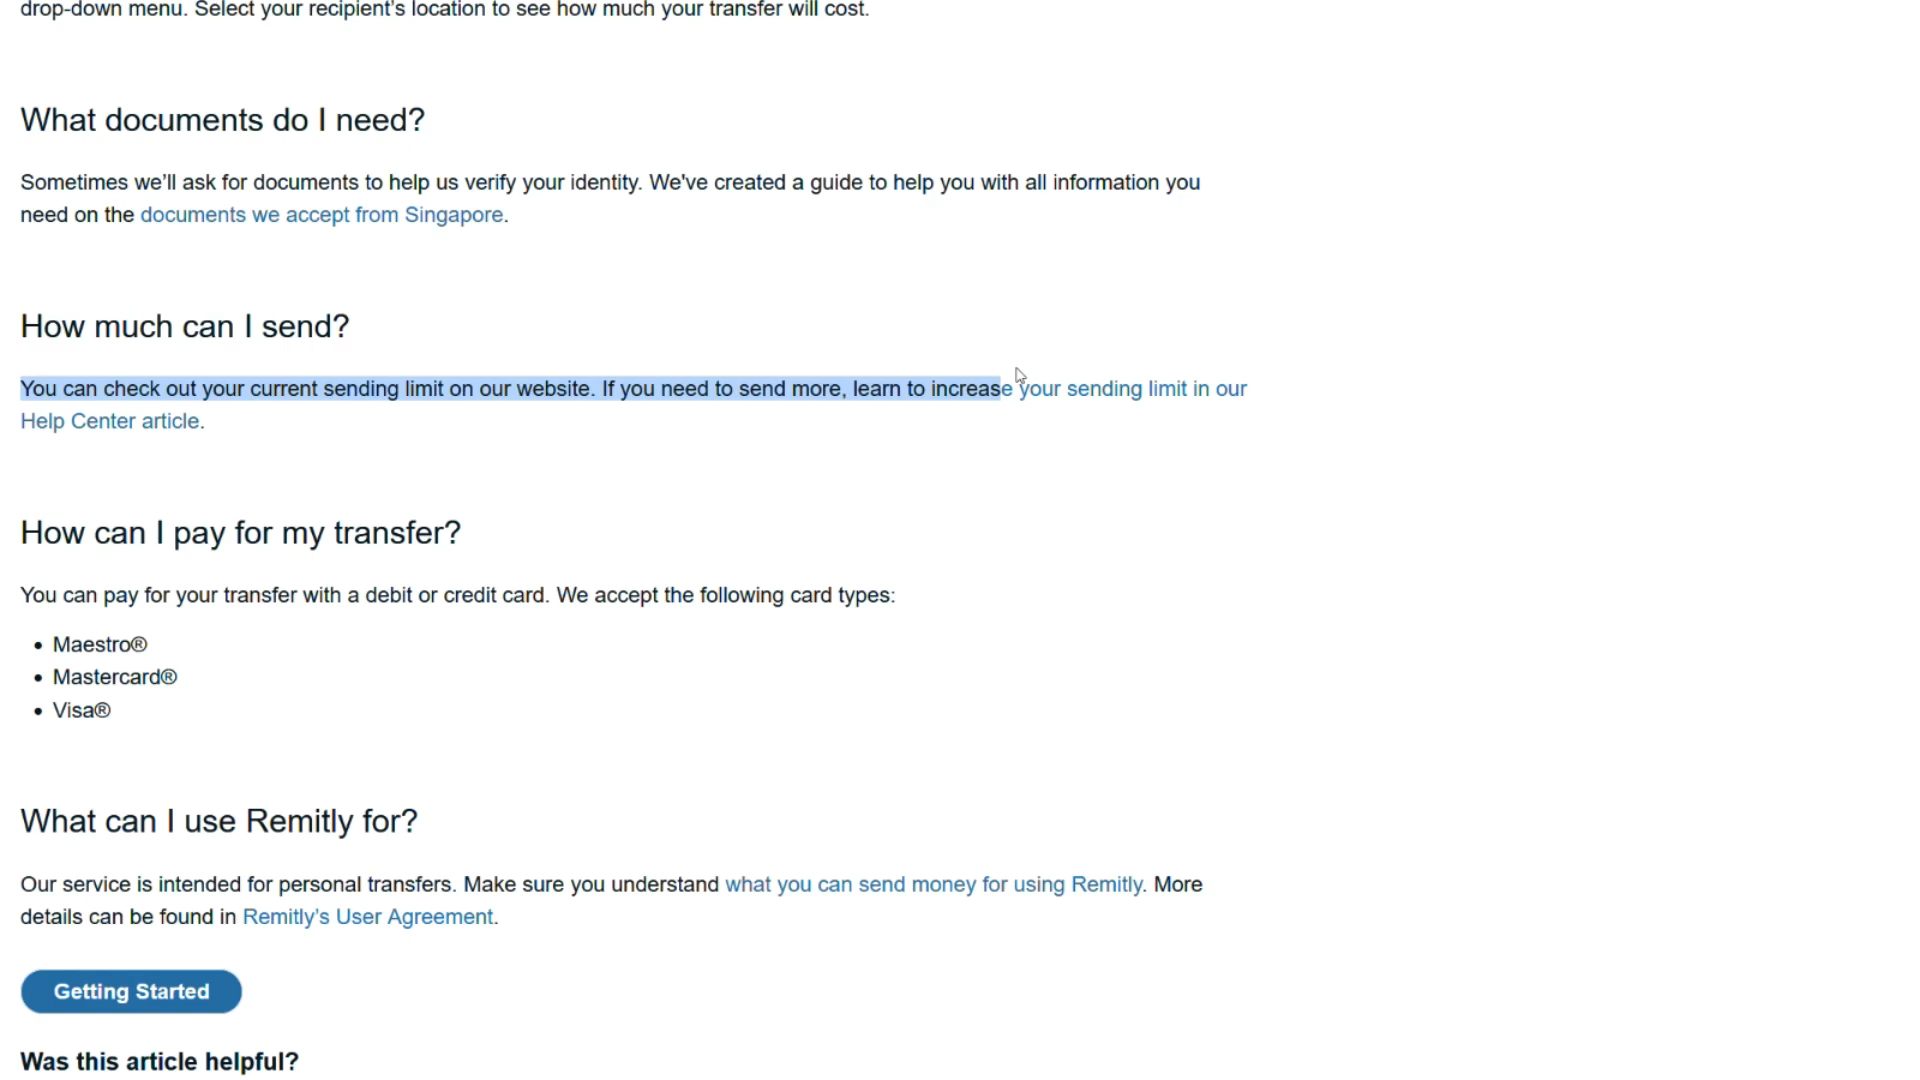 drop-down menu. Select your recipient's location to see how much your transfer will cost.
What documents do I need?
Sometimes we’ll ask for documents to help us verify your identity. We've created a guide to help you with all information you
need on the documents we accept from Singapore.
How much can I send?
You can check out your current sending limit on our website. If you need to send more, learn to increase your sending limit in our
Help Center article.
How can I pay for my transfer?
You can pay for your transfer with a debit or credit card. We accept the following card types:
• Maestro®
• Mastercard®
• Visa®
What can I use Remitly for?
Our service is intended for personal transfers. Make sure you understand what you can send money for using Remitly. More
details can be found in Remitly’s User Agreement.
Getting Started
Was this article helpful?